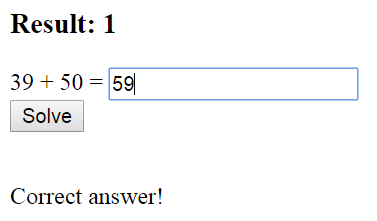 Result: 1
39 + 50 = 59
Solve
Correct answer!